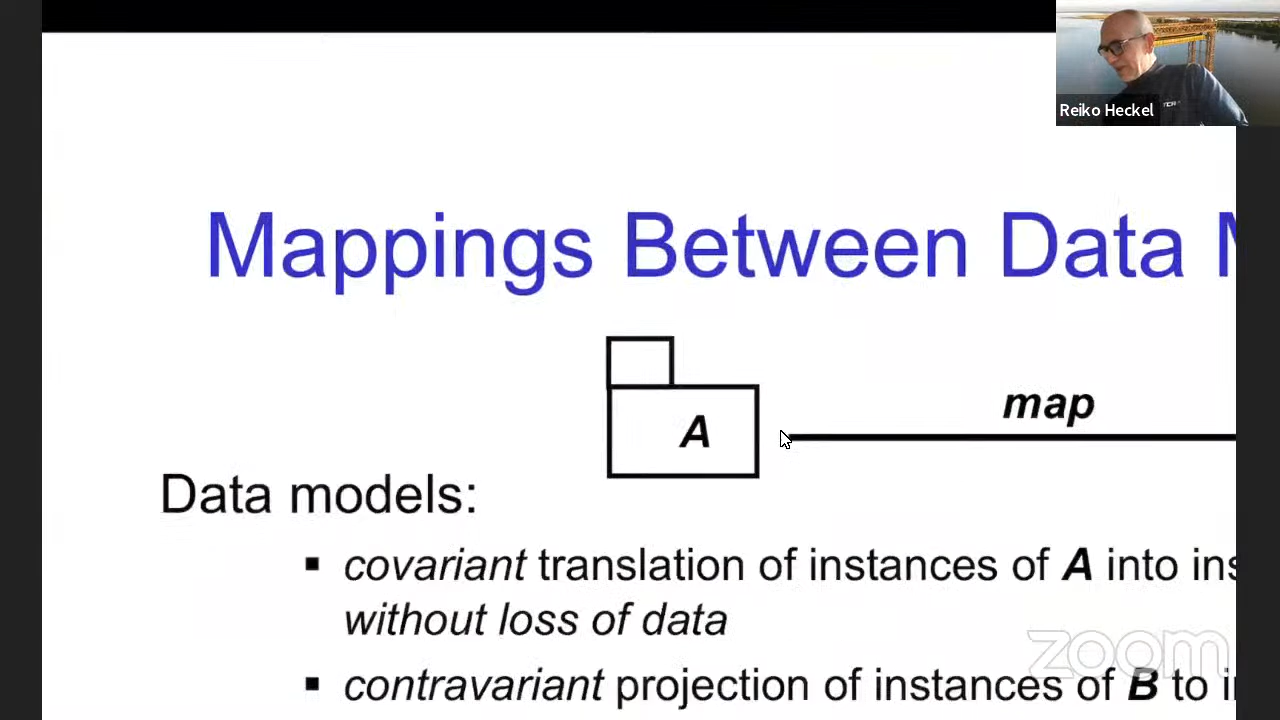 Reiko Heckel
Mappings Between Data
map
A
Data models:
▪ covariant translation of instances of A into ins
without loss of data
▪ contravariant projection of instances of B to i
zoom